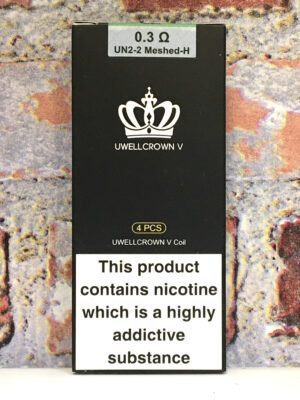 0.3 Ω
UN2-2 Meshed-H
UWELLCROWN V
4 PCS
UWELLCROWN V Coil
This product
contains nicotine
which is a highly
addictive
substance